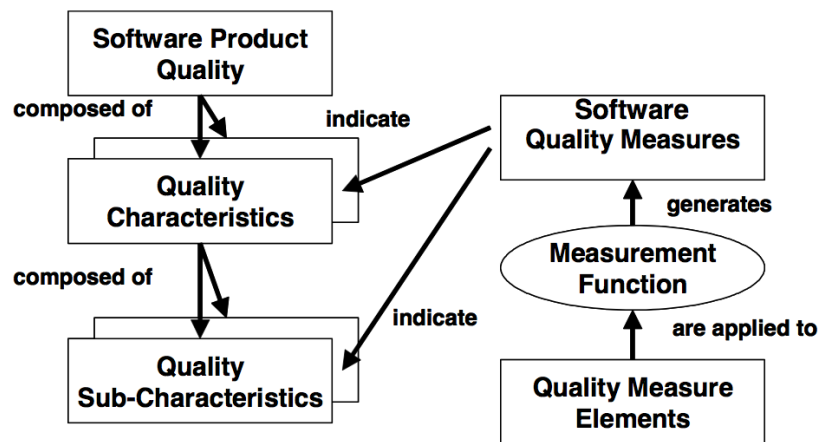 Software Product
Quality
composed of
indicate
Software
Quality Measures
Quality
Characteristics
generates
Measurement
Function
composed of
indicate
are applied to
Quality
Sub-Characteristics
Quality Measure
Elements